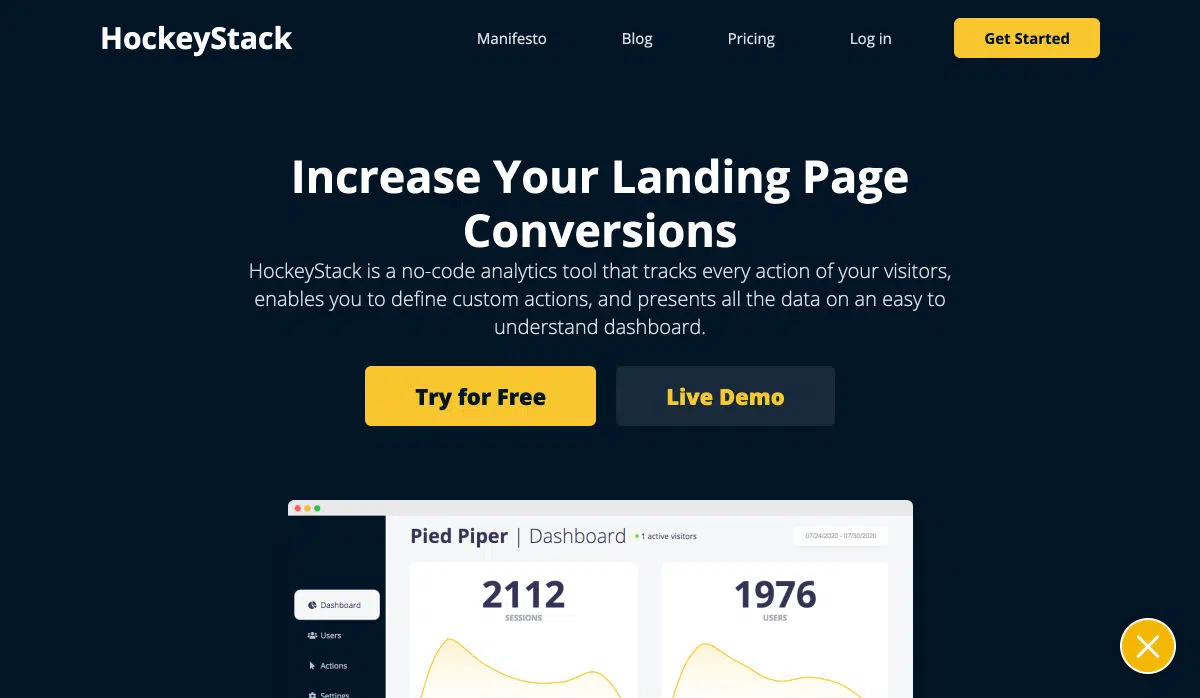 HockeyStack
Manifesto
Blog
Pricing
Log in
Get Started
Increase Your Landing Page
Conversions
HockeyStack is a no-code analytics tool that tracks every action of your visitors,
enables you to define custom actions, and presents all the data on an easy to
understand dashboard.
Try for Free
Live Demo
Pied Piper | Dashboard
1 active visitors
07/24/2020 - 07/30/2020
Dashboard
Users
Actions
Settings
2112
SESSIONS
1976
USERS